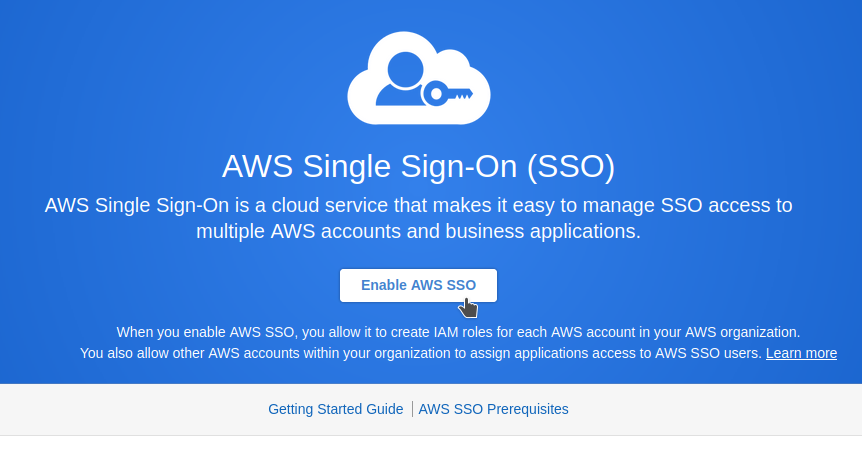 AWS Single Sign-On (SSO)
AWS Single Sign-On is a cloud service that makes it easy to manage SSO access to
multiple AWS accounts and business applications.
Enable AWS SSO
When you enable AWS SSO, you allow it to create IAM roles for each AWS account in your AWS organization.
You also allow other AWS accounts within your organization to assign applications access to AWS SSO users. Learn more
Getting Started Guide | AWS SSO Prerequisites